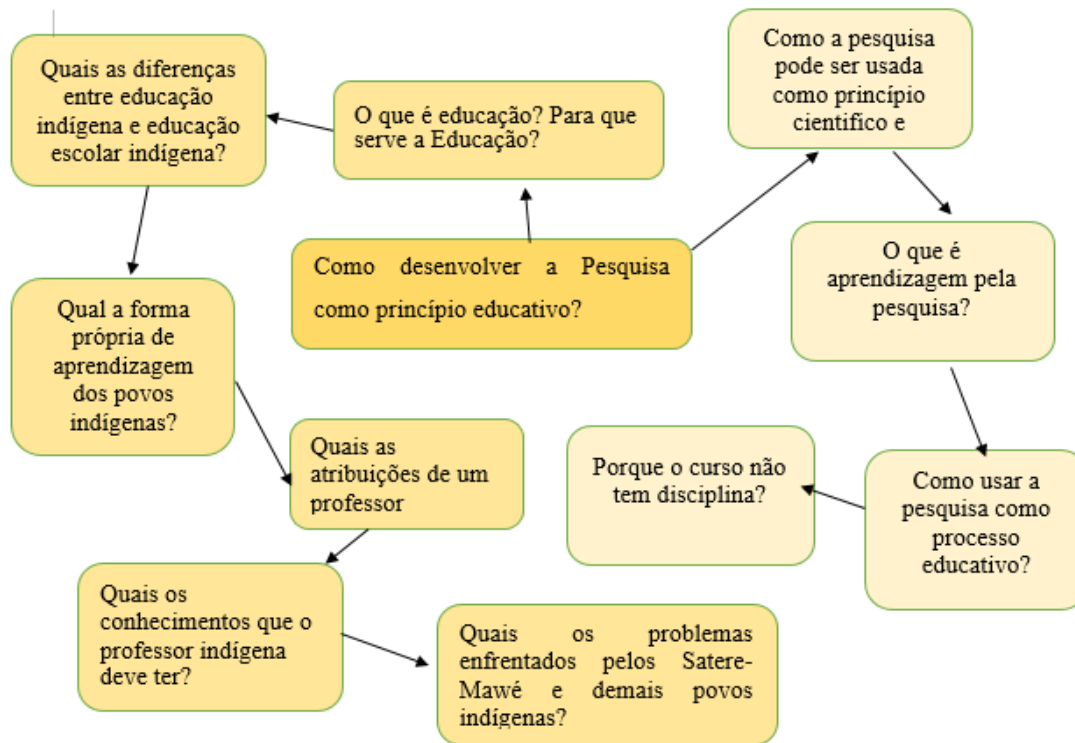 Quais as diferenças
entre educação
indígena e educação
escolar indígena?
O que é educação? Para que
serve a Educação?
Como a pesquisa
pode ser usada
como princípio
científico e
Como desenvolver a Pesquisa
como princípio educativo?
O que é
aprendizagem pela
pesquisa?
Qual a forma
própria de
aprendizagem
dos povos
indígenas?
Quais as
atribuições de um
professor
Porque o curso não
tem disciplina?
Como usar a
pesquisa como
processo
educativo?
Quais os
conhecimentos que o
professor indígena
deve ter?
Quais os problemas
enfrentados pelos Satere-
Mawé e demais povos
indígenas?